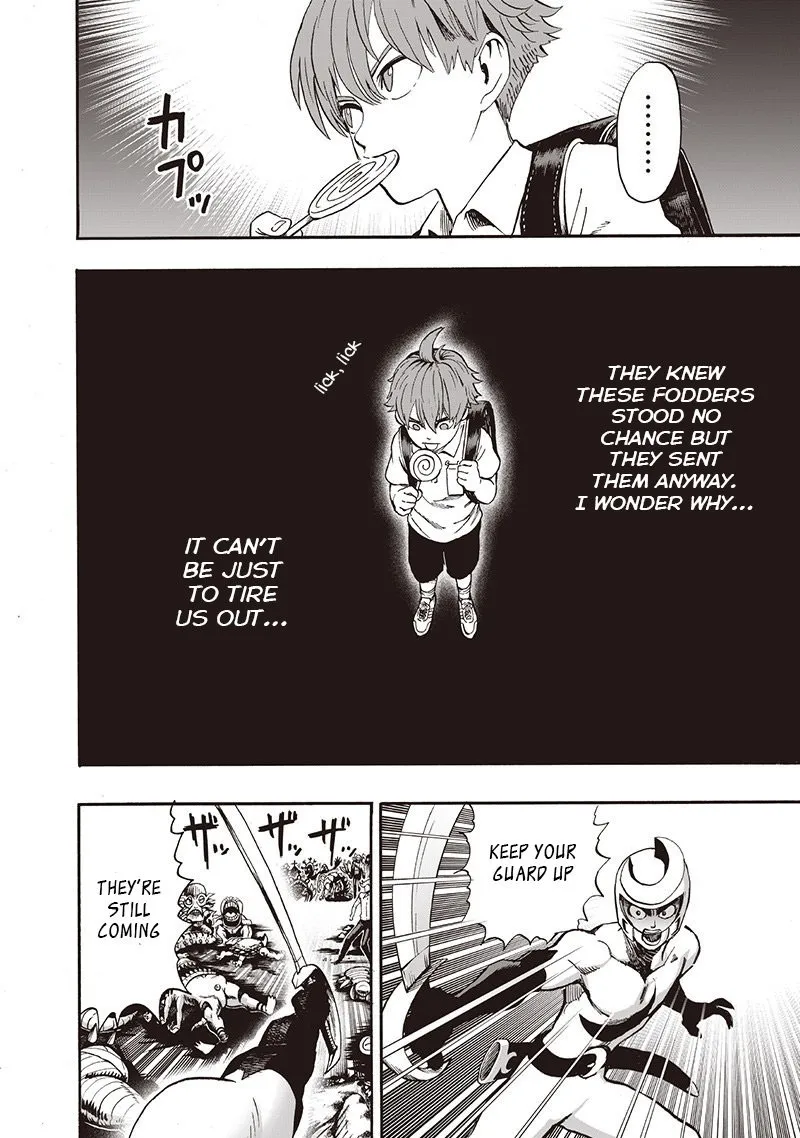 .........
カプッ
lick, lick
THEY KNEW
THESE FODDERS
STOOD NO
CHANCE BUT
THEY SENT
THEM ANYWAY.
I WONDER WHY...
IT CAN'T
BE JUST
TO TIRE
US OUT...
KEEP YOUR
GUARD UP
ザッ
ザッ
ザッ
THEY'RE
STILL
COMING